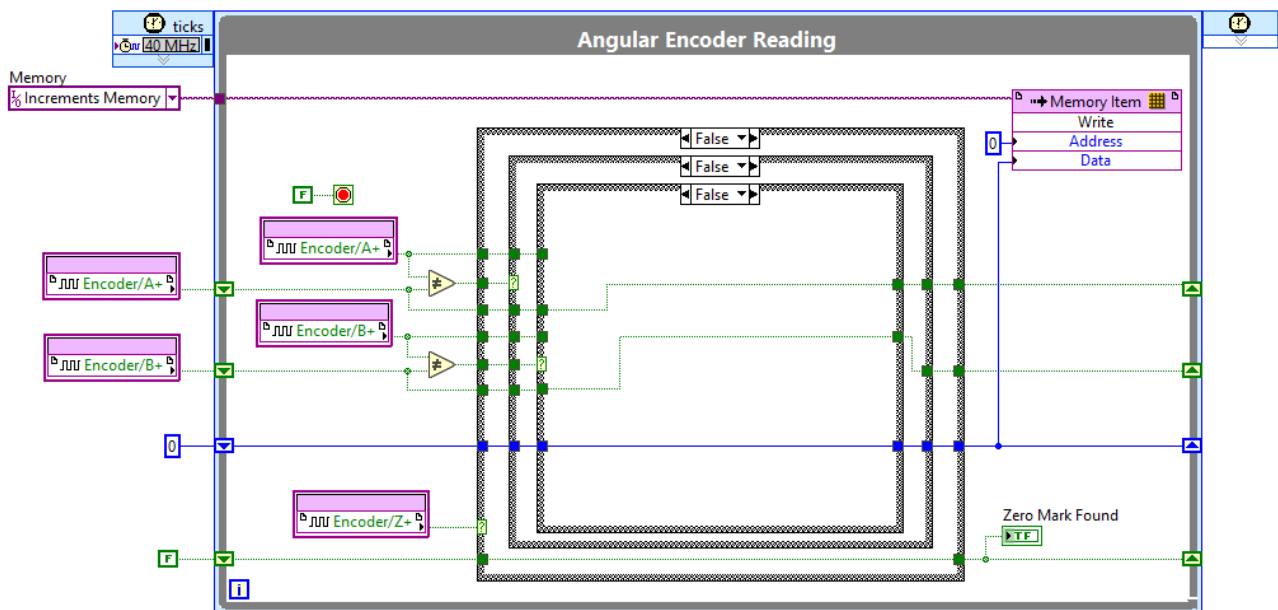 ticks
40 MHz
Angular Encoder Reading
Memory
Increments Memory
Memory Item
Write
Address
0
Data
False
False
False
F
Encoder/A+
Encoder/A+
≠
?
Encoder/B+
Encoder/B+
≠
?
0
Encoder/Z+
?
Zero Mark Found
TF
F
i